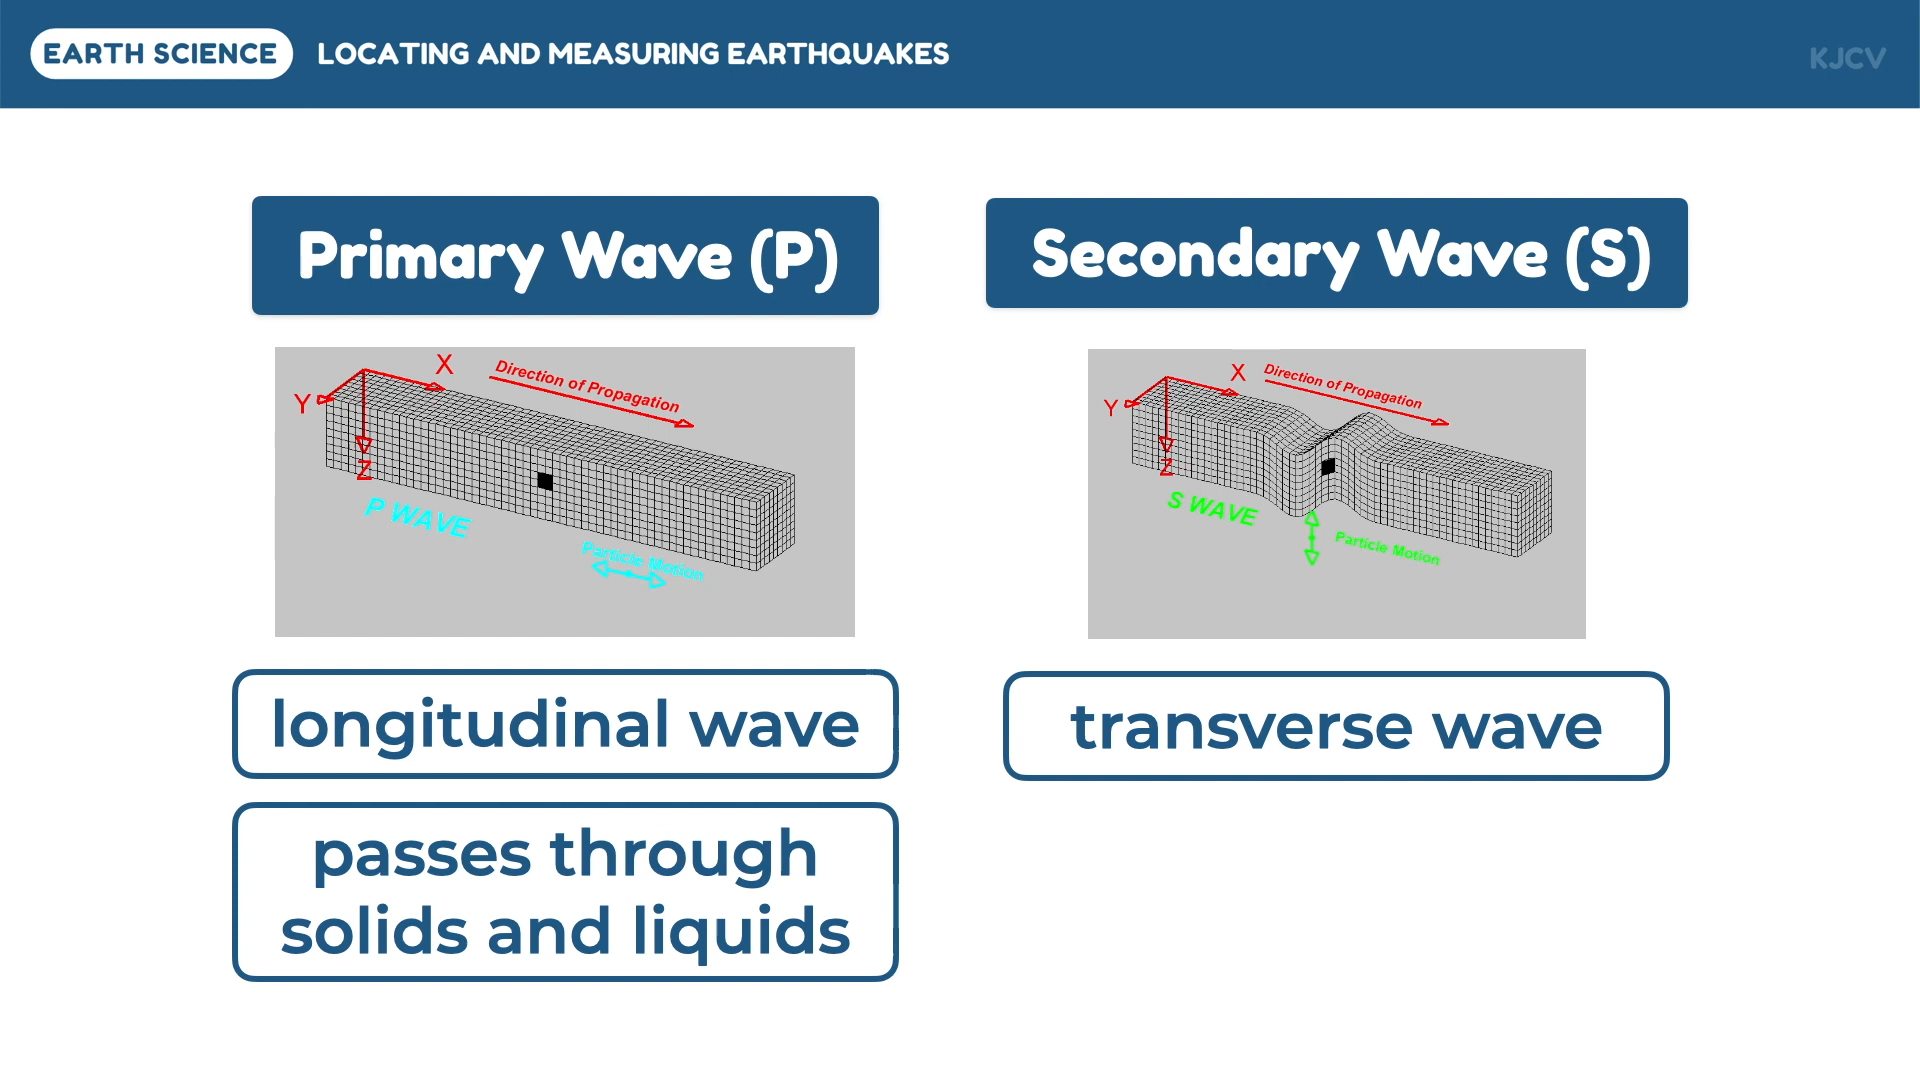 EARTH SCIENCE
LOCATING AND MEASURING EARTHQUAKES
KJCV
Primary Wave (P)
X
Y
Z
Direction of Propagation
P WAVE
Particle Motion
longitudinal wave
passes through
solids and liquids
Secondary Wave (S)
X
Y
Z
Direction of Propagation
S WAVE
Particle Motion
transverse wave